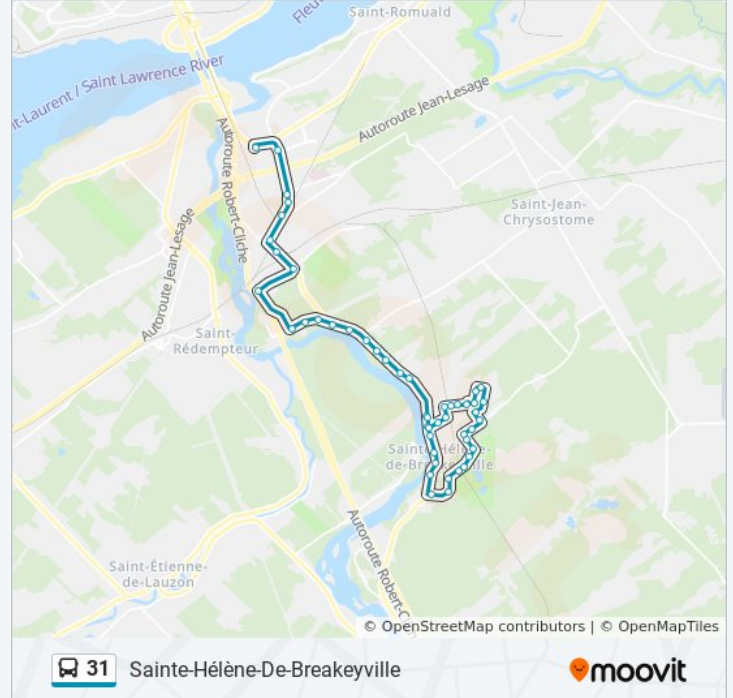 Saint-Romuald
Fleu
nt-Laurent / Saint Lawrence River
Autoroute Jean-Lesage
Autoroute Robert-Cliche
Saint-Jean-
Chrysostome
Autoroute Jean-Lesage
Saint-
Rédempteur
Sainte-Hélène-
de-Breakeyville
Autoroute Robert-C
Saint-Étienne-
de-Lauzon
© OpenStreetMap contributors | © OpenMapTiles
31 Sainte-Hélène-De-Breakeyville
moovit